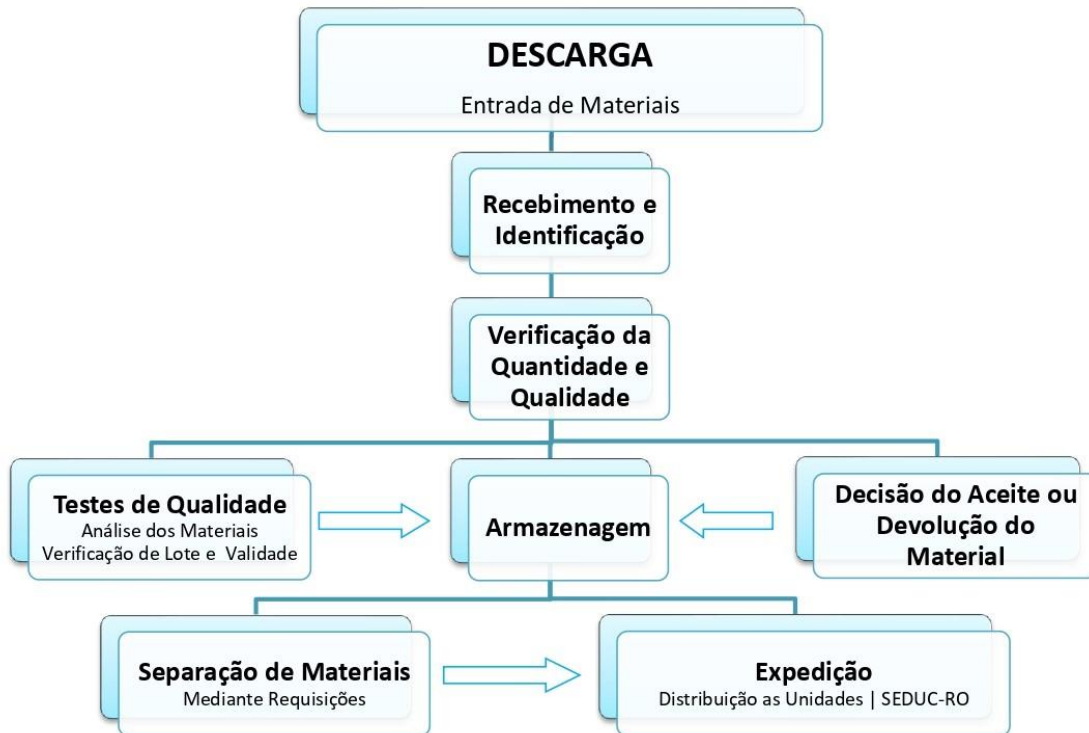 DESCARGA
Entrada de Materiais
Recebimento e
Identificação
Verificação da
Quantidade e
Qualidade
Testes de Qualidade
Análise dos Materiais
Verificação de Lote e Validade
Armazenagem
Decisão do Aceite ou
Devolução do
Material
Separação de Materiais
Mediante Requisições
Expedição
Distribuição as Unidades | SEDUC-RO